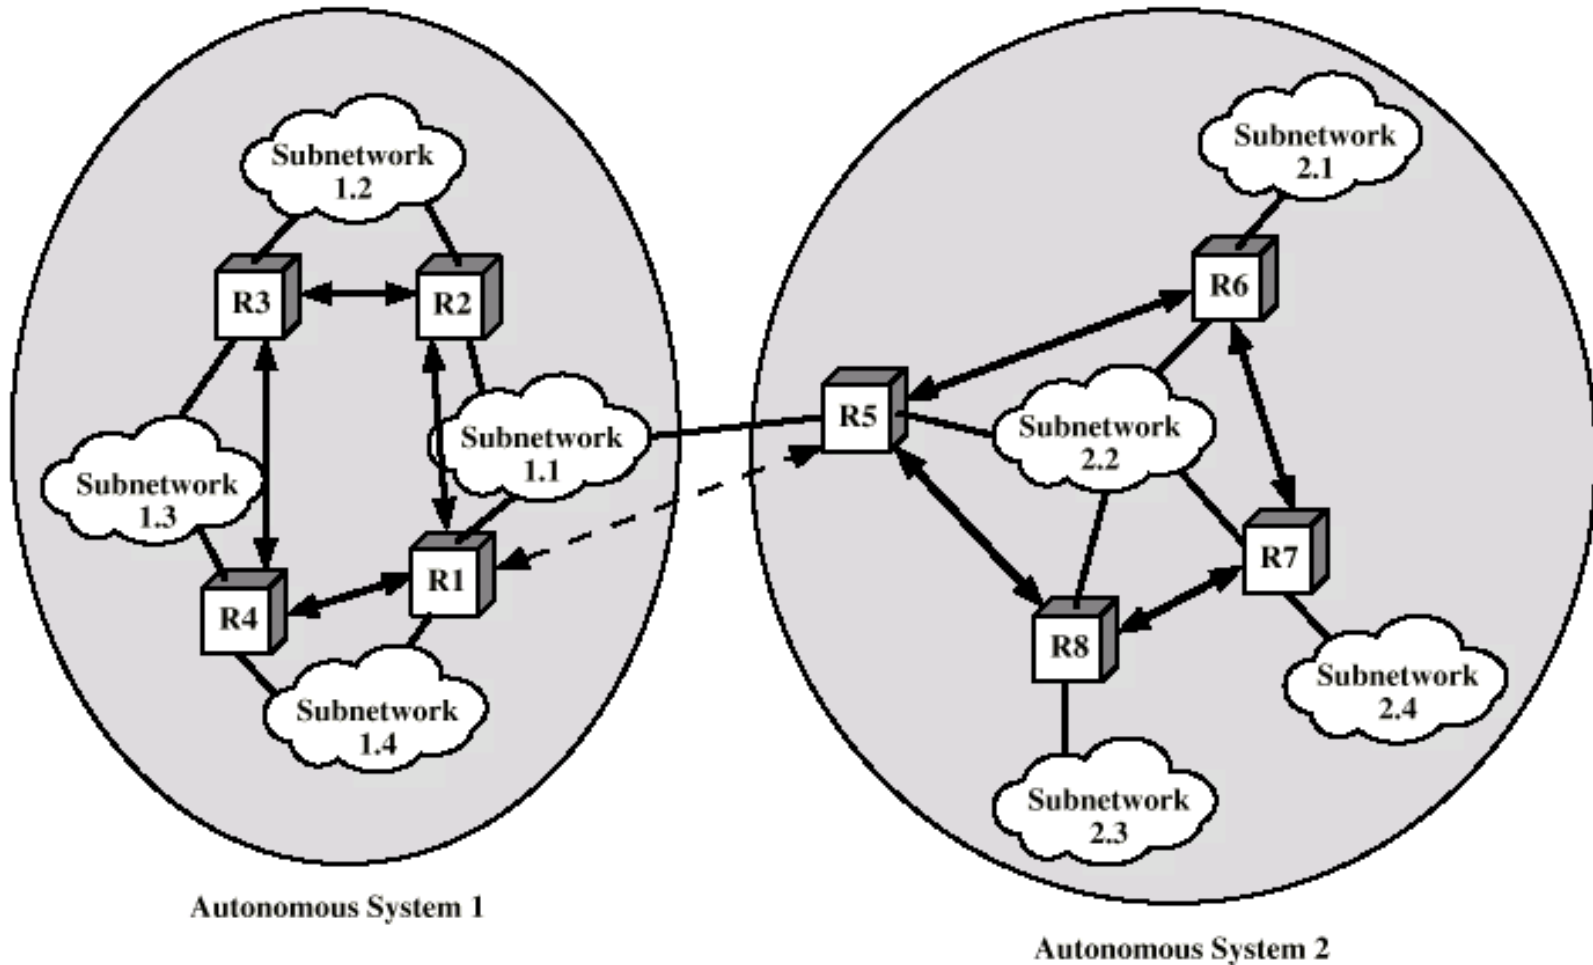 Subnetwork
1.2
R3
R2
Subnetwork
1.1
Subnetwork
1.3
R1
R4
Subnetwork
1.4
Autonomous System 1
Subnetwork
2.1
R6
R5
Subnetwork
2.2
R7
R8
Subnetwork
2.4
Subnetwork
2.3
Autonomous System 2